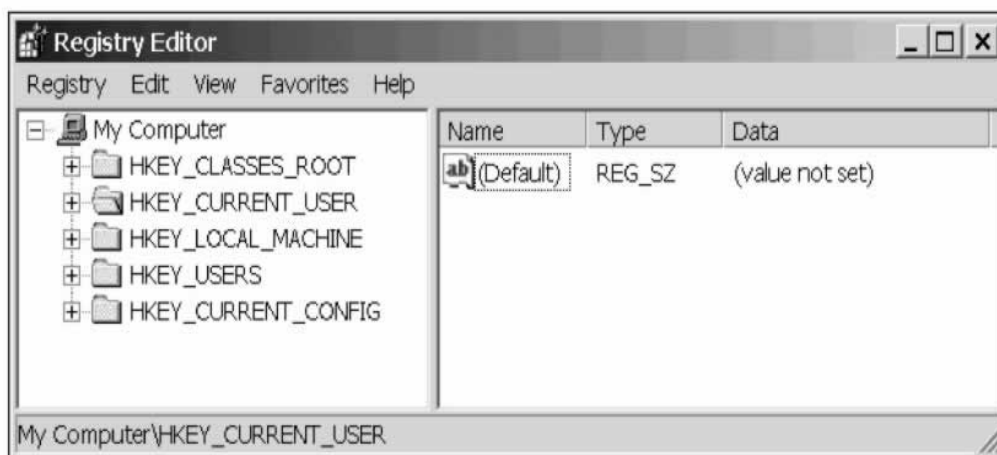 Registry Editor
Registry Edit View Favorites Help
My Computer
HKEY_CLASSES_ROOT
HKEY_CURRENT_USER
HKEY_LOCAL_MACHINE
HKEY_USERS
HKEY_CURRENT_CONFIG
Name Type Data
ab (Default) REG_SZ (value not set)
My Computer\HKEY_CURRENT_USER